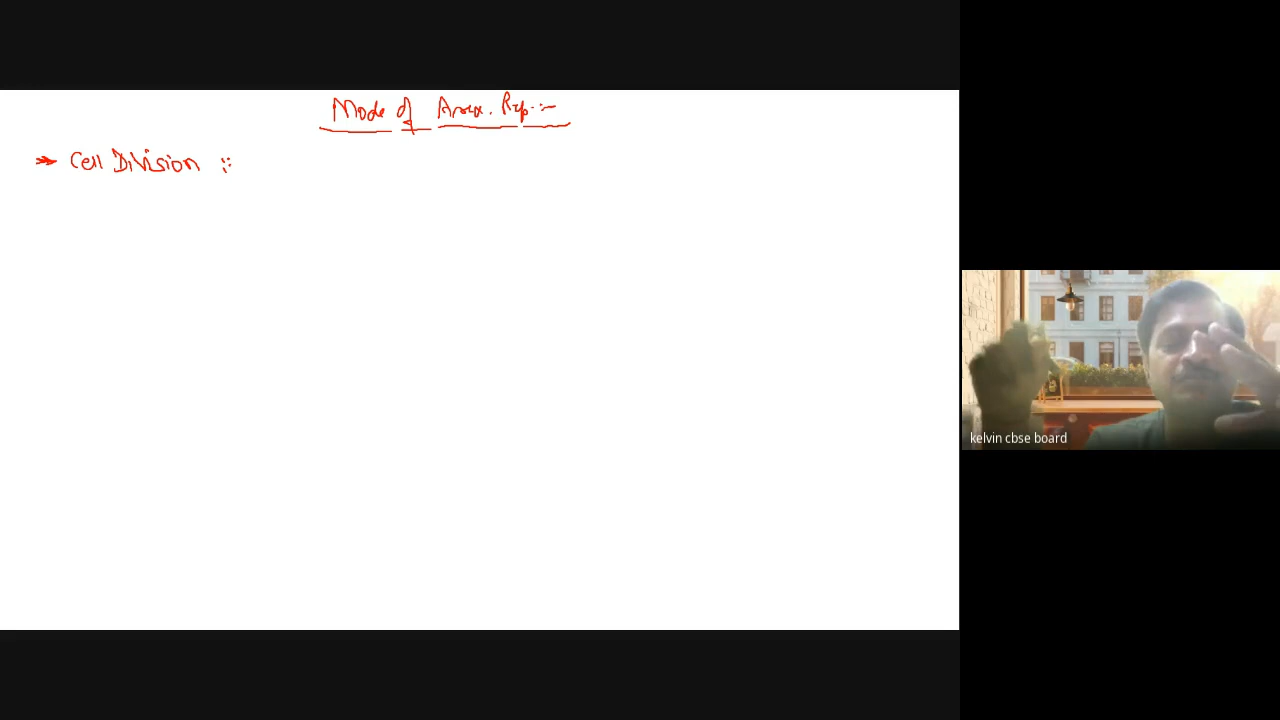 Mode of Asex. Rep. :-
→ Cell Division :-
kelvin cbse board